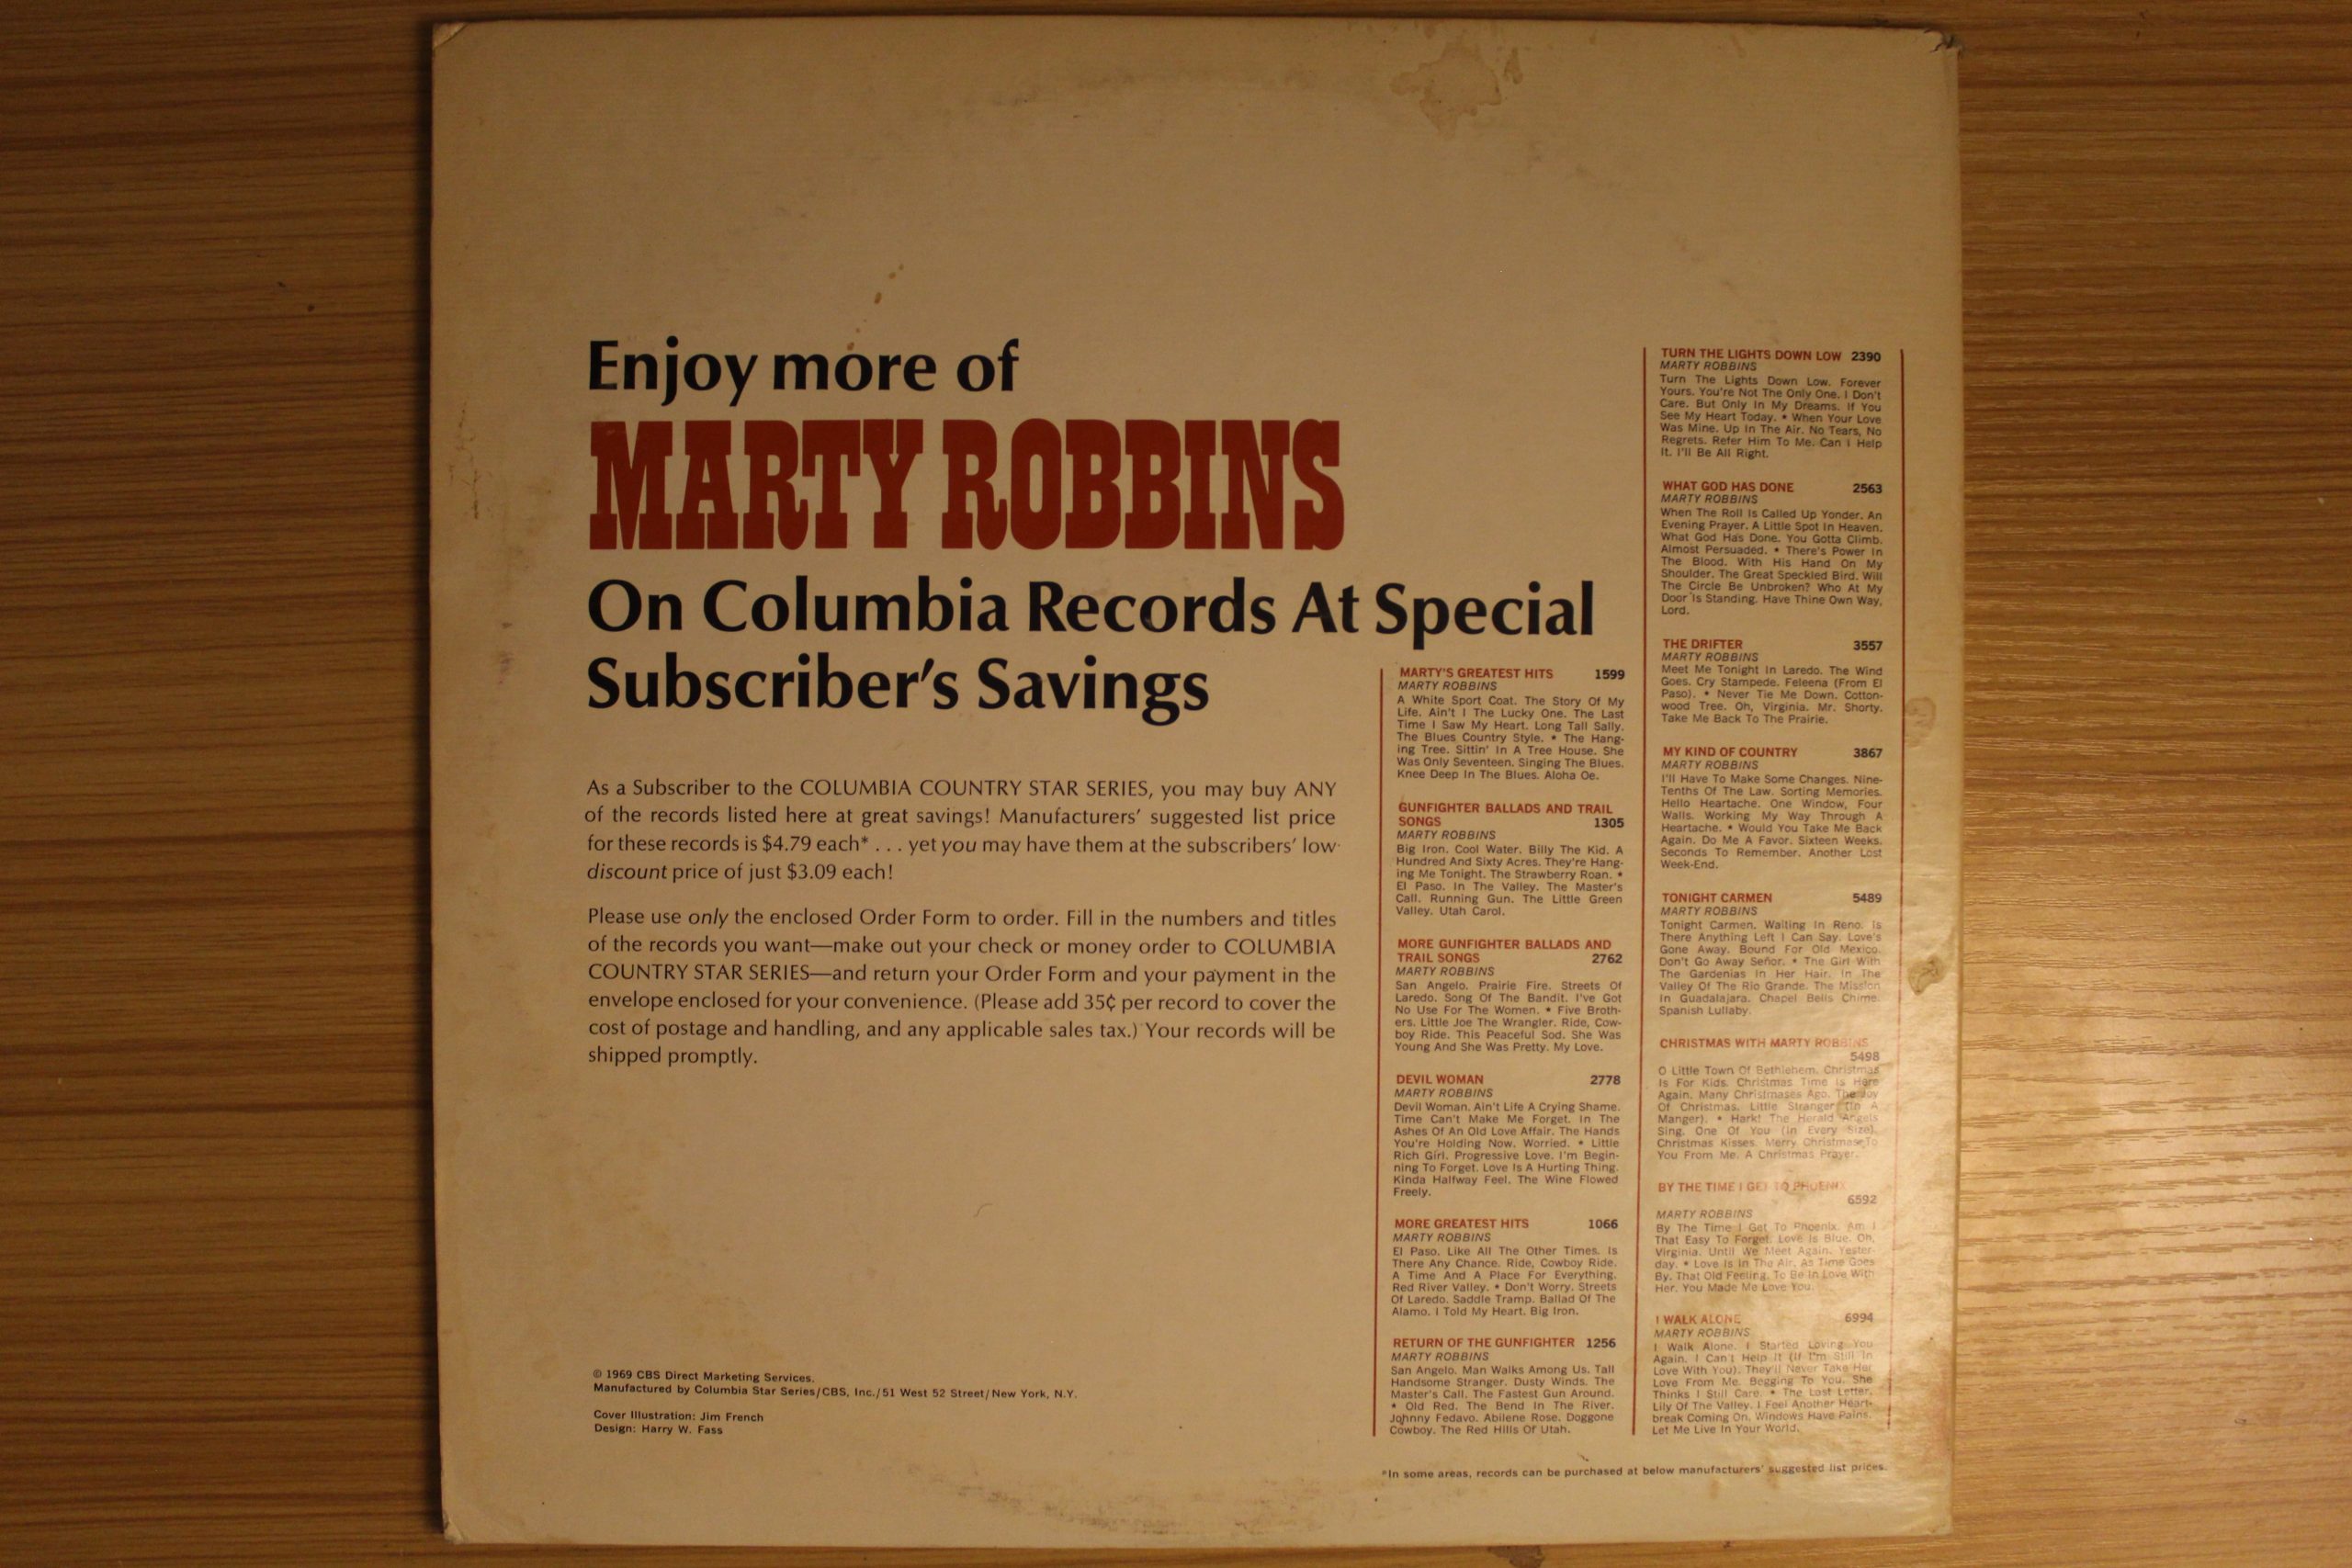 Enjoy more of
MARTY ROBBINS
On Columbia Records At Special
Subscriber's Savings
As a Subscriber to the COLUMBIA COUNTRY STAR SERIES, you may buy ANY
of the records listed here at great savings! Manufacturers' suggested list price
for these records is $4.79 each* . . . yet you may have them at the subscribers' low
discount price of just $3.09 each!
Please use only the enclosed Order Form to order. Fill in the numbers and titles
of the records you want—make out your check or money order to COLUMBIA
COUNTRY STAR SERIES—and return your Order Form and your payment in the
envelope enclosed for your convenience. (Please add 35¢ per record to cover the
cost of postage and handling, and any applicable sales tax.) Your records will be
shipped promptly.
© 1969 CBS Direct Marketing Services.
Manufactured by Columbia Star Series/CBS, Inc./51 West 52 Street/New York, N.Y.
Cover Illustration: Jim French
Design: Harry W. Fass
MARTY'S GREATEST HITS 1599
MARTY ROBBINS
A White Sport Coat. The Story Of My
Life. Ain't I The Lucky One. The Last
Time I Saw My Heart. Long Tall Sally.
The Blues Country Style. • The Hang-
ing Tree. Sittin' In A Tree House. She
Was Only Seventeen. Singing The Blues.
Knee Deep In The Blues. Aloha Oe.
GUNFIGHTER BALLADS AND TRAIL
SONGS 1305
MARTY ROBBINS
Big Iron. Cool Water. Billy The Kid. A
Hundred And Sixty Acres. They're Hang-
ing Me Tonight. The Strawberry Roan. •
El Paso. In The Valley. The Master's
Call. Running Gun. The Little Green
Valley. Utah Carol.
MORE GUNFIGHTER BALLADS AND
TRAIL SONGS 2762
MARTY ROBBINS
San Angelo. Prairie Fire. Streets Of
Laredo. Song Of The Bandit. I've Got
No Use For The Women. • Five Broth-
ers. Little Joe The Wrangler. Ride, Cow-
boy Ride. This Peaceful Sod. She Was
Young And She Was Pretty. My Love.
DEVIL WOMAN 2778
MARTY ROBBINS
Devil Woman. Ain't Life A Crying Shame.
Time Can't Make Me Forget. In The
Ashes Of An Old Love Affair. The Hands
You're Holding Now. Worried. • Little
Rich Girl. Progressive Love. I'm Begin-
ning To Forget. Love Is A Hurting Thing.
Kinda Halfway Feel. The Wine Flowed
Freely.
MORE GREATEST HITS 1066
MARTY ROBBINS
El Paso. Like All The Other Times. Is
There Any Chance. Ride, Cowboy Ride.
A Time And A Place For Everything.
Red River Valley. • Don't Worry. Streets
Of Laredo. Saddle Tramp. Ballad Of The
Alamo. I Told My Heart. Big Iron.
RETURN OF THE GUNFIGHTER 1256
MARTY ROBBINS
San Angelo. Man Walks Among Us. Tall
Handsome Stranger. Dusty Winds. The
Master's Call. The Fastest Gun Around.
• Old Red. The Bend In The River.
Johnny Fedavo. Abilene Rose. Doggone
Cowboy. The Red Hills Of Utah.
TURN THE LIGHTS DOWN LOW 2390
MARTY ROBBINS
Turn The Lights Down Low. Forever
Yours. You're Not The Only One. I Don't
Care. But Only In My Dreams. If You
See My Heart Today. • When Your Love
Was Mine. Up In The Air. No Tears, No
Regrets. Refer Him To Me. Can I Help
It. I'll Be All Right.
WHAT GOD HAS DONE 2563
MARTY ROBBINS
When The Roll Is Called Up Yonder. An
Evening Prayer. A Little Spot In Heaven.
What God Has Done. You Gotta Climb.
Almost Persuaded. • There's Power In
The Blood. With His Hand On My
Shoulder. The Great Speckled Bird. Will
The Circle Be Unbroken? Who At My
Door Is Standing. Have Thine Own Way,
Lord.
THE DRIFTER 3557
MARTY ROBBINS
Meet Me Tonight In Laredo. The Wind
Goes. Cry Stampede. Feleena (From El
Paso). • Never Tie Me Down. Cotton-
wood Tree. Oh, Virginia. Mr. Shorty.
Take Me Back To The Prairie.
MY KIND OF COUNTRY 3867
MARTY ROBBINS
I'll Have To Make Some Changes. Nine-
Tenths Of The Law. Sorting Memories.
Hello Heartache. One Window, Four
Walls. Working My Way Through A
Heartache. • Would You Take Me Back
Again. Do Me A Favor. Sixteen Weeks.
Seconds To Remember. Another Lost
Week-End.
TONIGHT CARMEN 5489
MARTY ROBBINS
Tonight Carmen. Waiting In Reno. Is
There Anything Left I Can Say. Love's
Gone Away. Bound For Old Mexico.
Don't Go Away Señor. • The Girl With
The Gardenias In Her Hair. In The
Valley Of The Rio Grande. The Mission
In Guadalajara. Chapel Bells Chime.
Spanish Lullaby.
CHRISTMAS WITH MARTY ROBBINS
5498
O Little Town Of Bethlehem. Christmas
Is For Kids. Christmas Time Is Here
Again. Many Christmases Ago. The Joy
Of Christmas. Little Stranger (In A
Manger). • Hark! The Herald Angels
Sing. One Of You (In Every Size).
Christmas Kisses. Merry Christmas To
You From Me. A Christmas Prayer.
BY THE TIME I GET TO PHOENIX
6592
MARTY ROBBINS
By The Time I Get To Phoenix. Am I
That Easy To Forget. Love Is Blue. Oh,
Virginia. Until We Meet Again. Yester-
day. • Love Is In The Air. As Time Goes
By. That Old Feeling. To Be In Love With
Her. You Made Me Love You.
I WALK ALONE 6994
MARTY ROBBINS
I Walk Alone. I Started Loving You
Again. I Can't Help It (If I'm Still In
Love With You). They'll Never Take Her
Love From Me. Begging To You. She
Thinks I Still Care. • The Last Letter.
Lily Of The Valley. I Feel Another Heart-
break Coming On. Windows Have Pains.
Let Me Live In Your World.
*In some areas, records can be purchased at below manufacturers' suggested list prices.